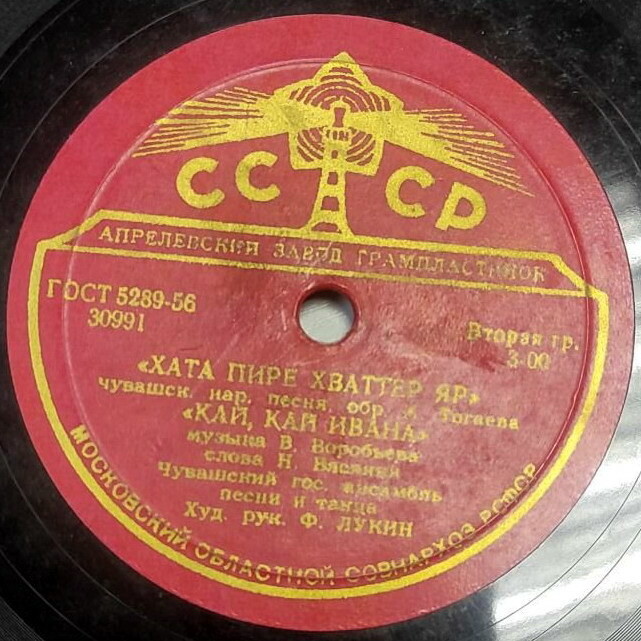 СССР
АПРЕЛЕВСКИЙ ЗАВОД ГРАМПЛАСТИНОК
ГОСТ 5289-56
30991
Вторая гр.
3-00
«ХАТА ПИРЕ ХВАТТЕР ЯР»
чувашск. нар. песня, обр. Тогаева
«КАЙ, КАЙ ИВАНА»
музыка В. Воробьева
слова Н.
Чувашский гос. ансамбль
песни и танца
Худ. рук. Ф. ЛУКИН
МОСКОВСКИЙ ОБЛАСТНОЙ СОВНАРХОЗ РСФСР